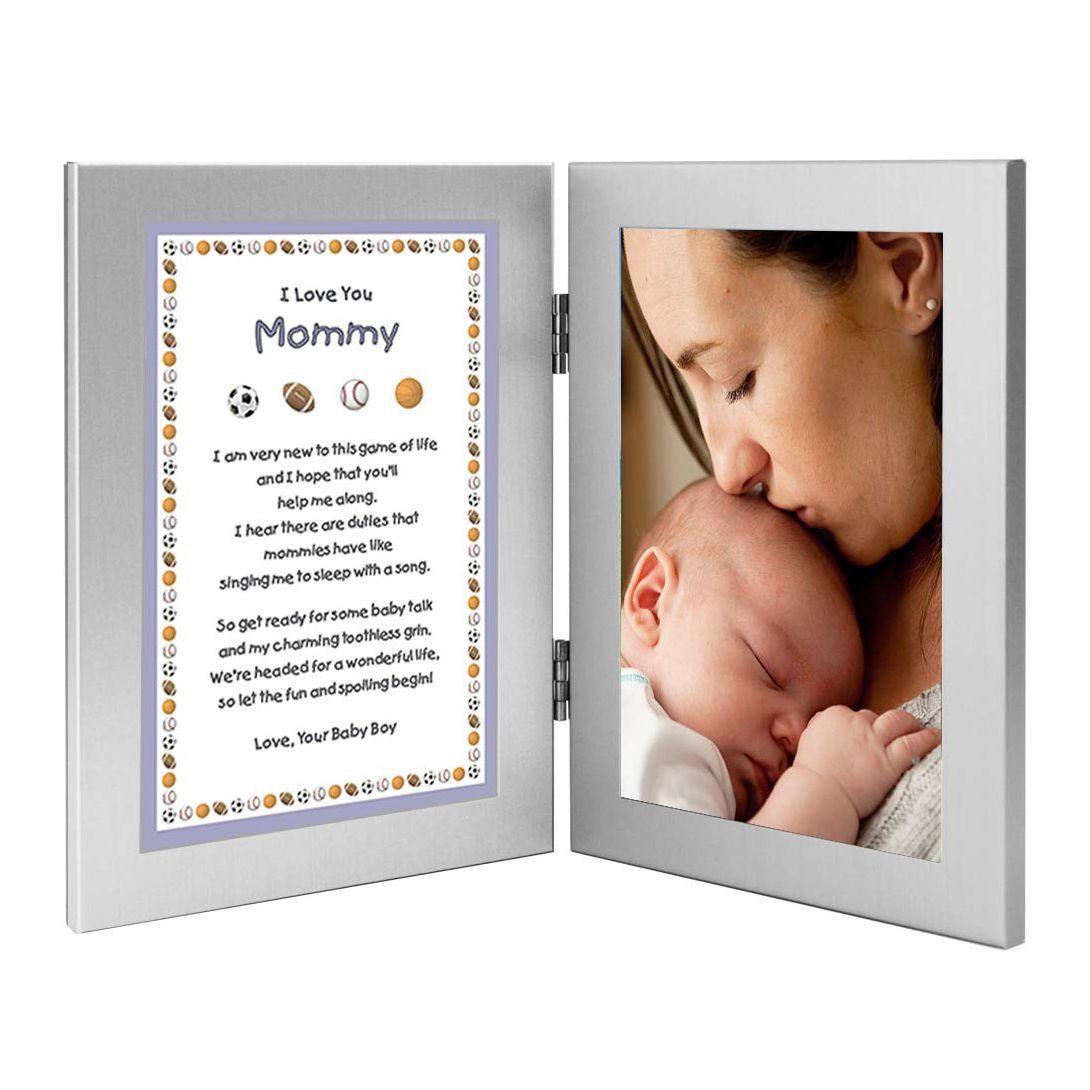 I Love You
Mommy
I am very new to this game of life
and I hope that you'll
help me along.
I hear there are duties that
mommies have like
singing me to sleep with a song.
So get ready for some baby talk
and my charming toothless grin.
We're headed for a wonderful life,
so let the fun and spoiling begin!
Love, Your Baby Boy